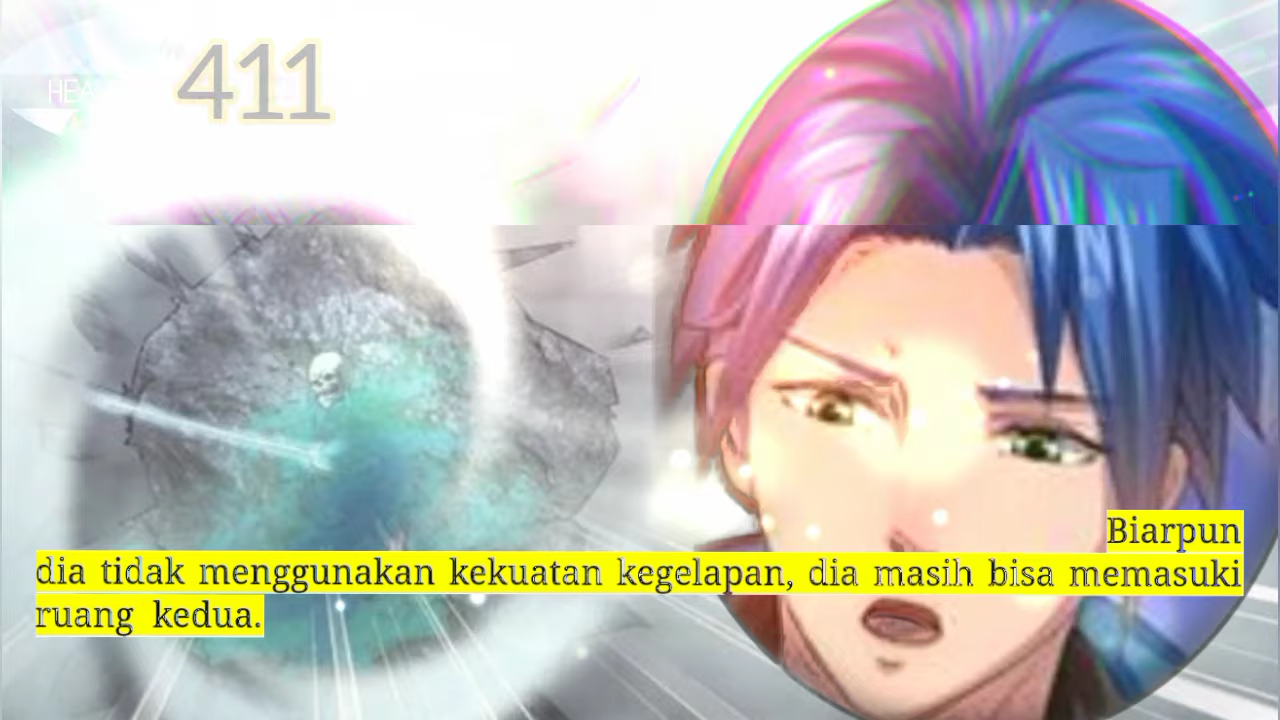 411
Biarpun
dia tidak menggunakan kekuatan kegelapan, dia masih bisa memasuki
ruang kedua.